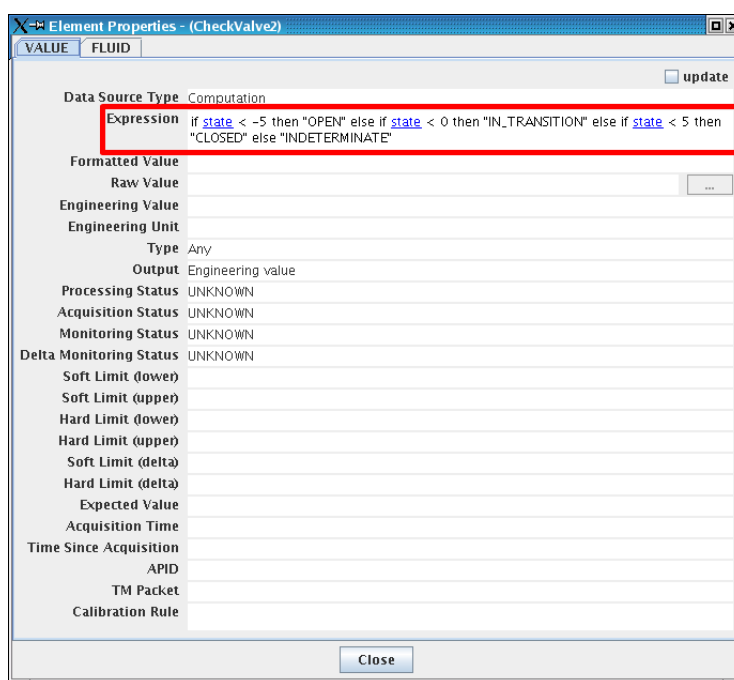 Element Properties - (CheckValve2)
VALUE FLUID
update
Data Source Type Computation
Expression if state < -5 then "OPEN" else if state < 0 then "IN_TRANSITION" else if state < 5 then
"CLOSED" else "INDETERMINATE"
Formatted Value
Raw Value ...
Engineering Value
Engineering Unit
Type Any
Output Engineering value
Processing Status UNKNOWN
Acquisition Status UNKNOWN
Monitoring Status UNKNOWN
Delta Monitoring Status UNKNOWN
Soft Limit (lower)
Soft Limit (upper)
Hard Limit (lower)
Hard Limit (upper)
Soft Limit (delta)
Hard Limit (delta)
Expected Value
Acquisition Time
Time Since Acquisition
APID
TM Packet
Calibration Rule
Close